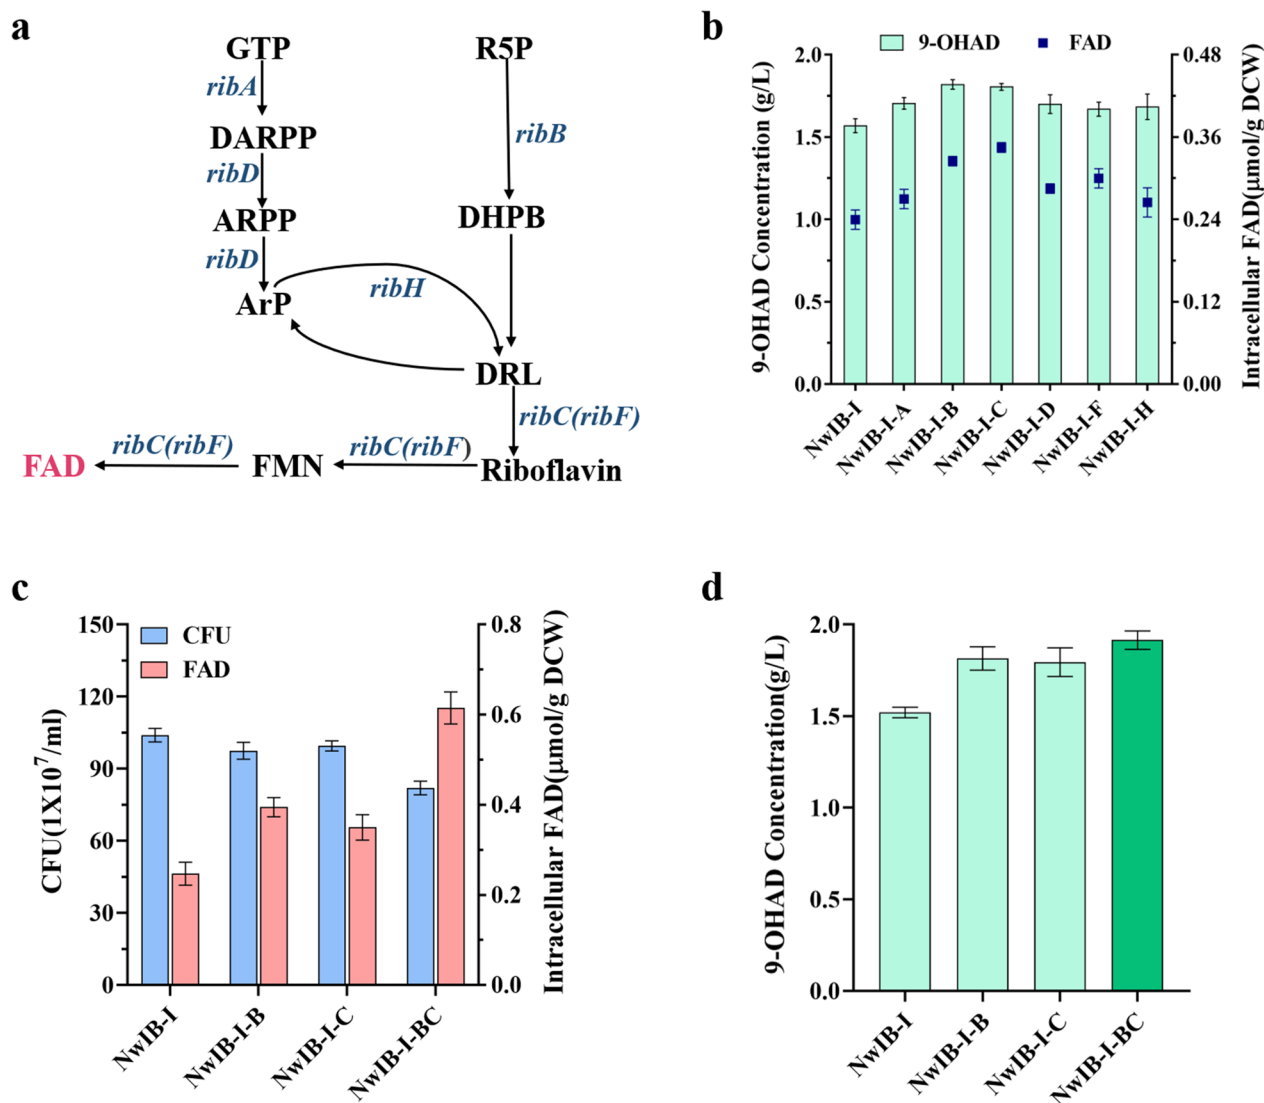 a
GTP
R5P
ribA
DARPP
ribB
ribD
ARPP
DHPB
ribD
ribH
ArP
DRL
ribC(ribF)
ribC(ribF)
ribC(ribF)
FAD
FMN
Riboflavin
b
9-OHAD
FAD
9-OHAD Concentration (g/L)
2.0
1.5
1.0
0.5
0.0
0.48
0.36
0.24
0.12
0.00
Intracellular FAD(μmol/g DCW)
NwIB-I
NwIB-I-A
NwIB-I-B
NwIB-I-C
NwIB-I-D
NwIB-I-F
NwIB-I-H
c
CFU
FAD
CFU(1X10⁷/ml)
150
120
90
60
30
0
0.8
0.6
0.4
0.2
0.0
Intracellular FAD(μmol/g DCW)
NwIB-I
NwIB-I-B
NwIB-I-C
NwIB-I-BC
d
9-OHAD Concentration(g/L)
2.0
1.5
1.0
0.5
0.0
NwIB-I
NwIB-I-B
NwIB-I-C
NwIB-I-BC